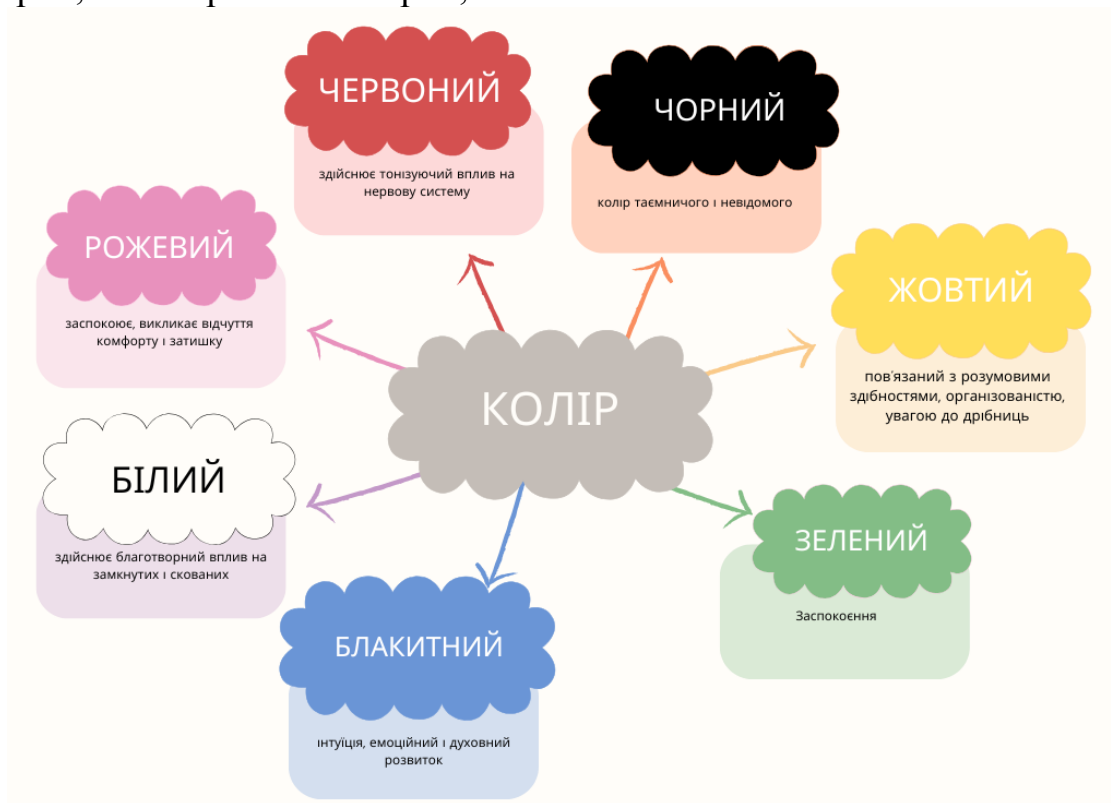 ЧЕРВОНИЙ
здійснює тонізуючий вплив на
нервову систему
ЧОРНИЙ
колір таємничого і невідомого
РОЖЕВИЙ
заспокоює, викликає відчуття
комфорту і затишку
ЖОВТИЙ
пов'язаний з розумовими
здібностями, організованістю,
увагою до дрібниць
КОЛІР
БІЛИЙ
здійснює благотворний вплив на
замкнутих і скованих
ЗЕЛЕНИЙ
Заспокоєння
БЛАКИТНИЙ
інтуїція, емоційний і духовний
розвиток